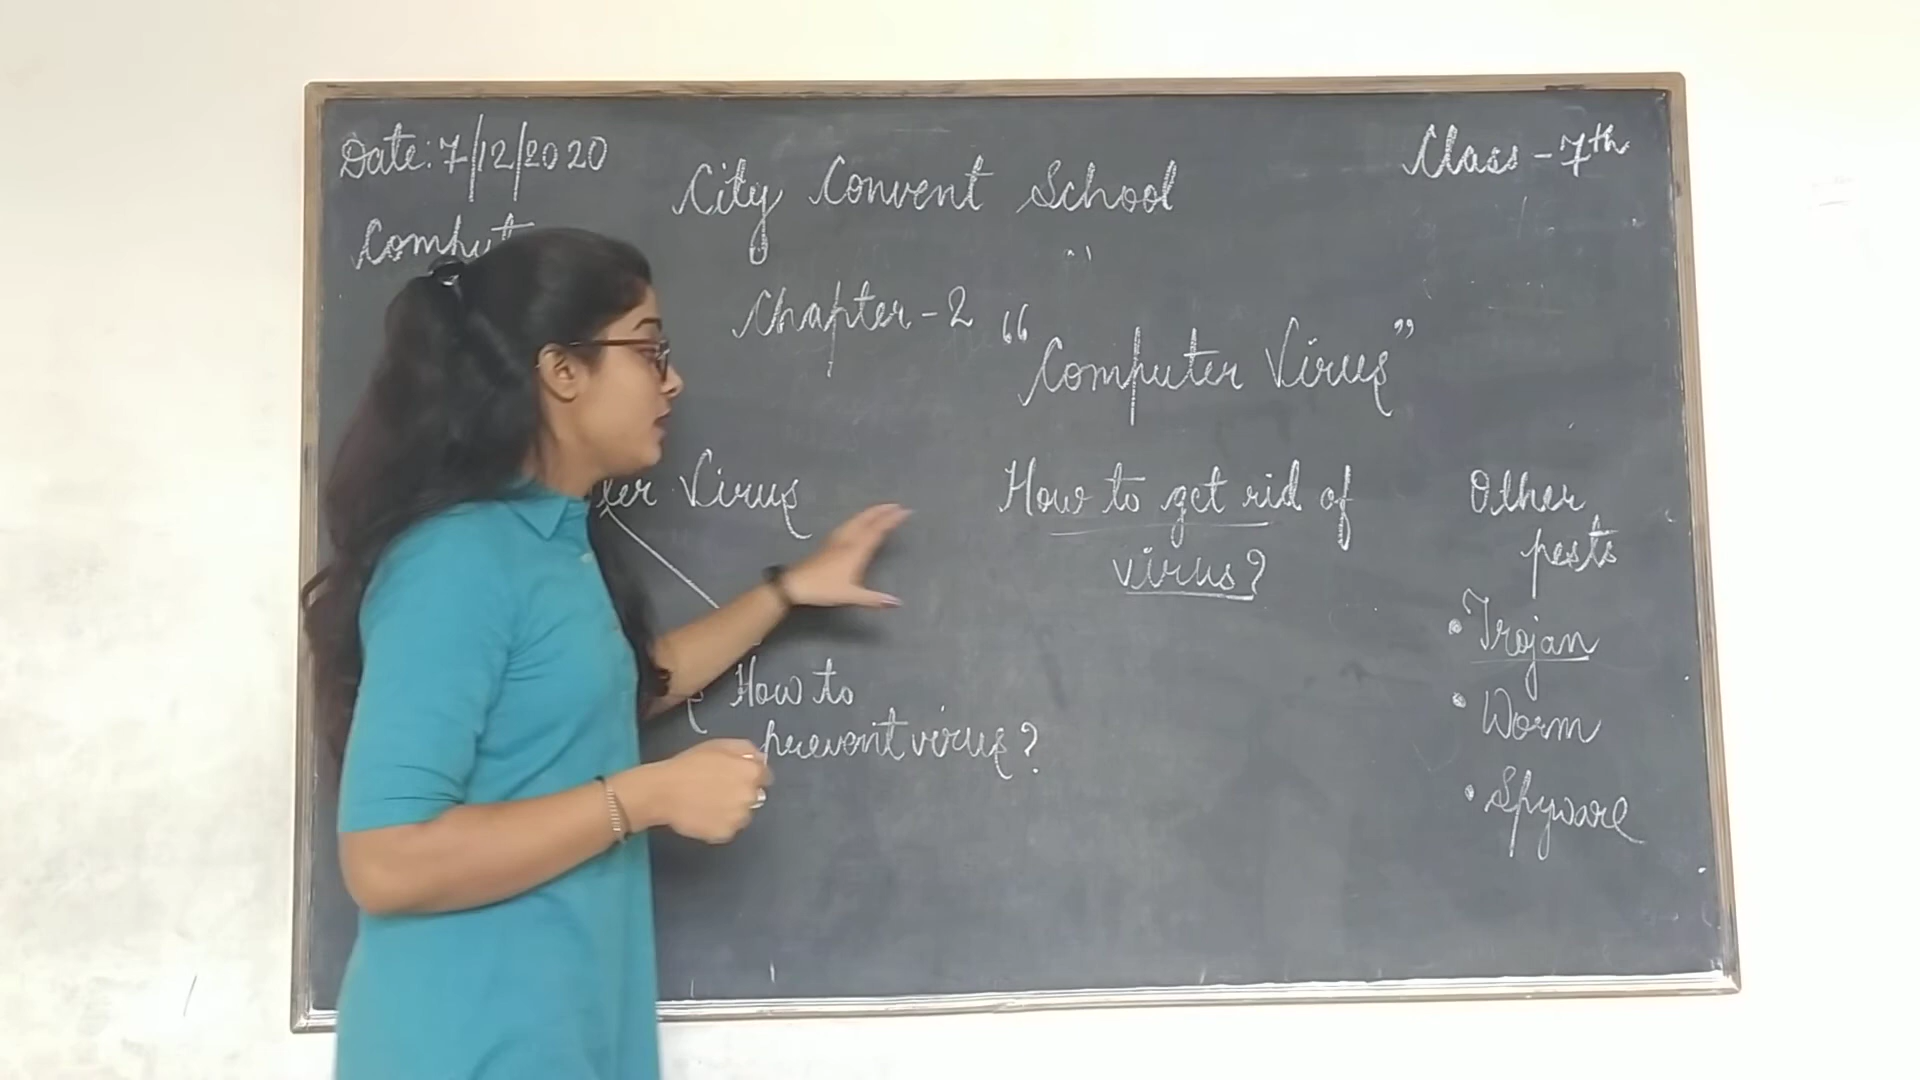 Date: 7/12/2020
Class - 7th
City Convent School
Chapter - 2 "Computer Virus"
Virus
How to get rid of
virus?
Other
pests
• Trojan
• Worm
• Spyware
How to
prevent virus?